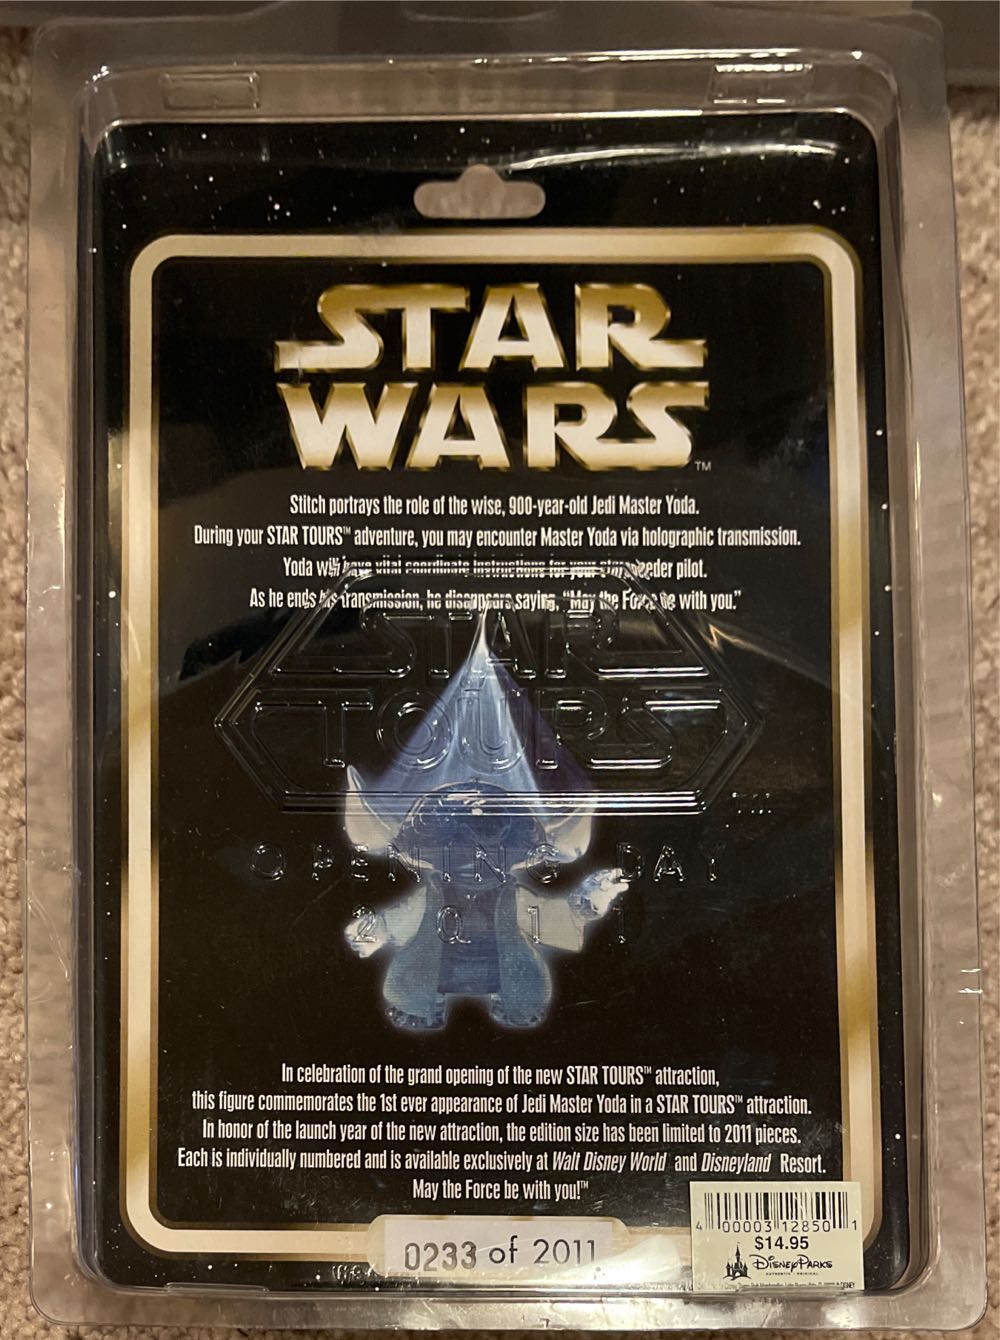 STAR
WARS
TM
Stitch portrays the role of the wise, 900-year-old Jedi Master Yoda.
During your STAR TOURS™ adventure, you may encounter Master Yoda via holographic transmission.
Yoda will have vital coordinate instructions for your starspeeder pilot.
As he ends his transmission, he disappears saying, “May the Force be with you.”
STAR
TOURS
TM
OPENING DAY
2011
In celebration of the grand opening of the new STAR TOURS™ attraction,
this figure commemorates the 1st ever appearance of Jedi Master Yoda in a STAR TOURS™ attraction.
In honor of the launch year of the new attraction, the edition size has been limited to 2011 pieces.
Each is individually numbered and is available exclusively at Walt Disney World and Disneyland Resort.
May the Force be with you!™
0233 of 2011
4 00003 12850 1
$14.95
DISNEY PARKS
AUTHENTIC ORIGINAL